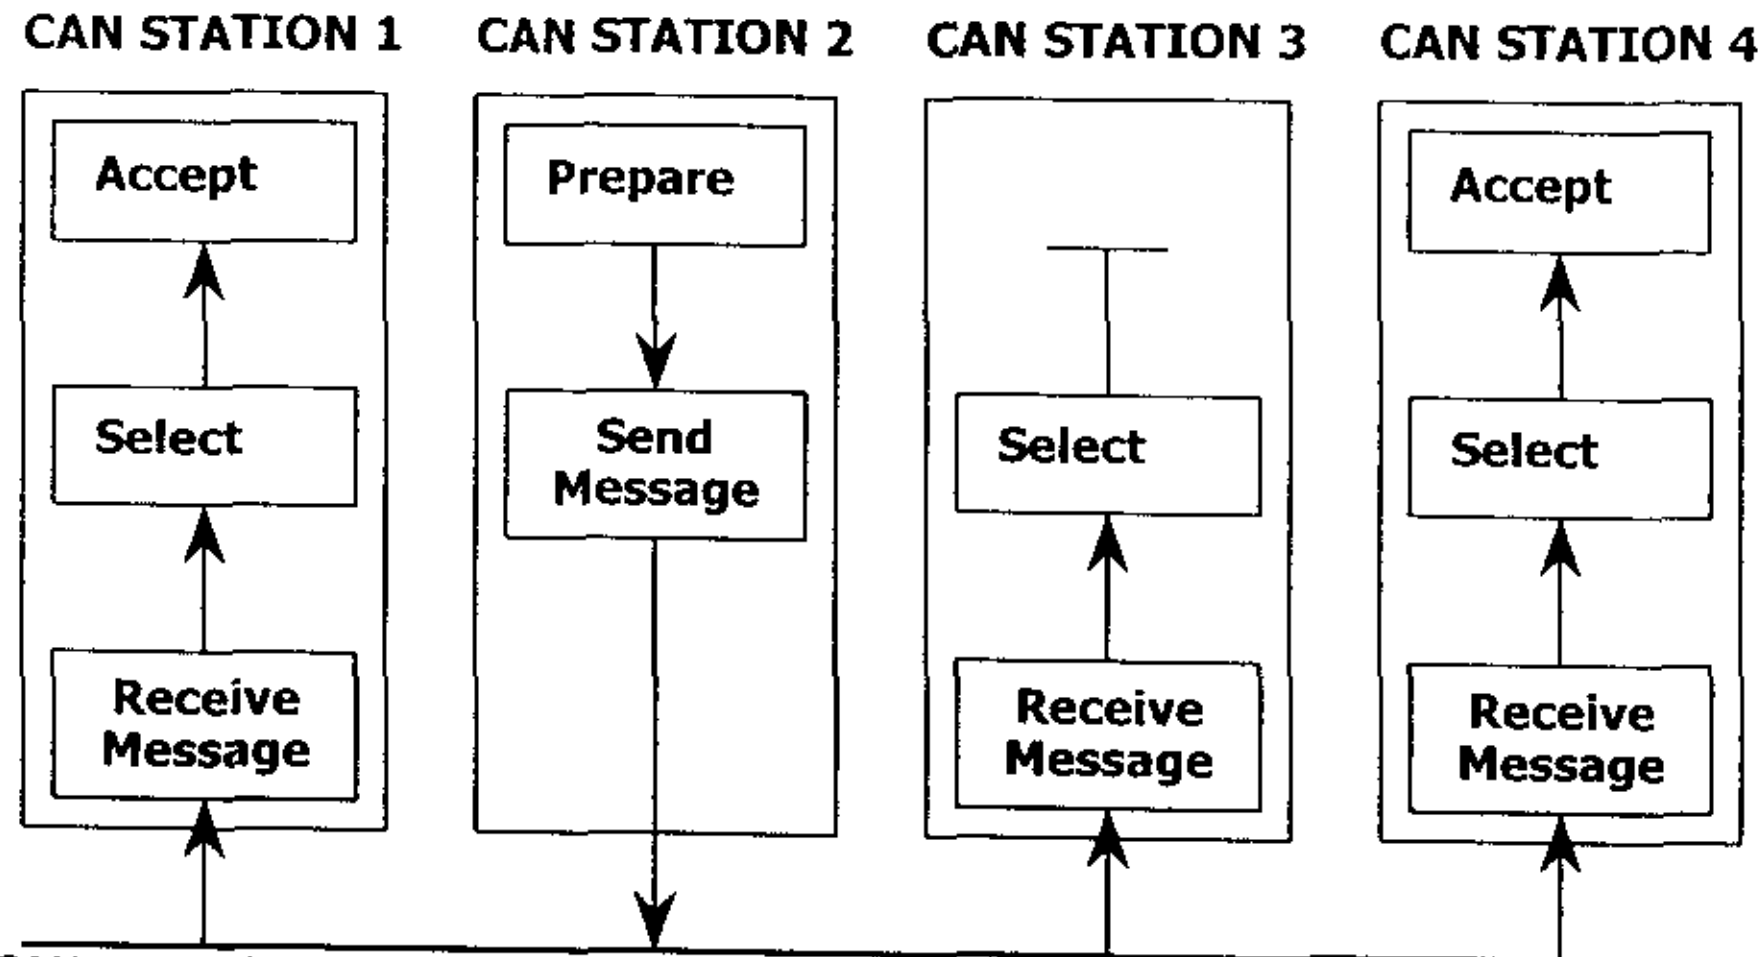 CAN STATION 1
CAN STATION 2
CAN STATION 3
CAN STATION 4
Accept
Prepare
Accept
Select
Send
Message
Select
Select
Receive
Message
Receive
Message
Receive
Message